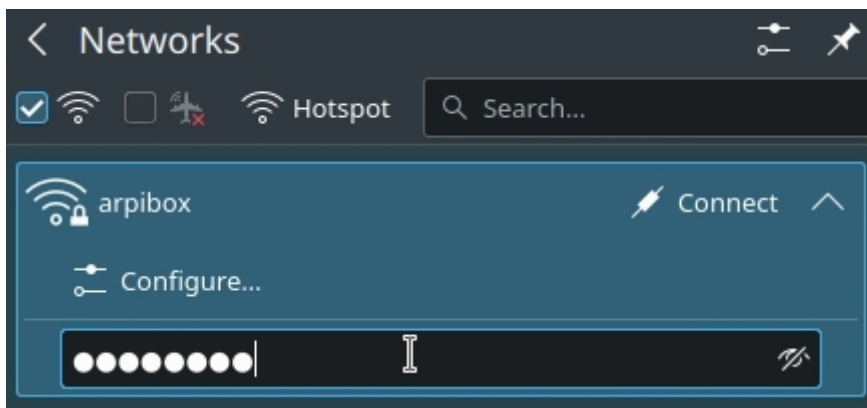 Networks
Hotspot Search...
arpibox Connect
Configure...
●●●●●●●●